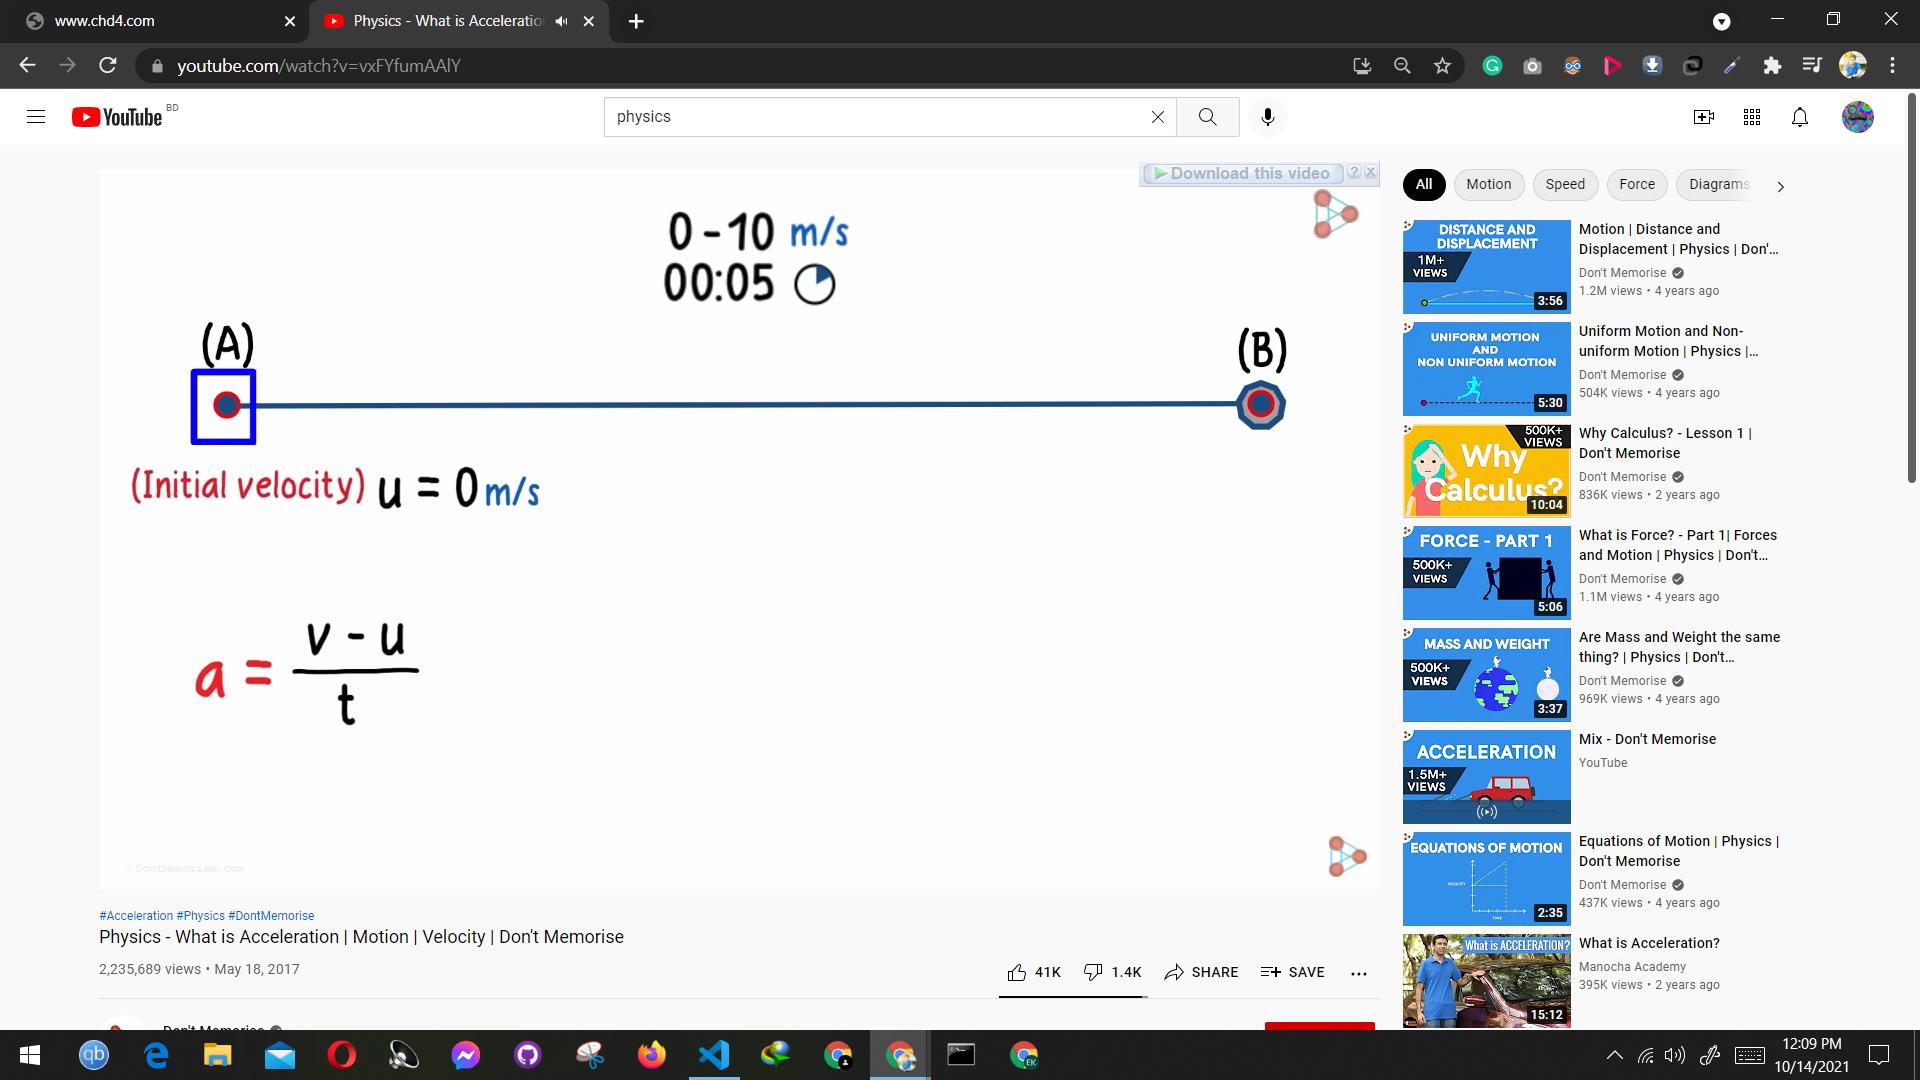 www.chd4.com
Physics - What is Acceleratio
youtube.com/watch?v=vxFYfumAAlY
YouTube BD
physics
Download this video
0 - 10 m/s
00:05
(A)
(B)
(Initial velocity) u = 0 m/s
a = v - u
t
©DontMemorise.com
#Acceleration #Physics #DontMemorise
Physics - What is Acceleration | Motion | Velocity | Don't Memorise
2,235,689 views • May 18, 2017
41K 1.4K SHARE SAVE
Don't Memorise
All Motion Speed Force Diagrams
DISTANCE AND
DISPLACEMENT
1M+
VIEWS
3:56
Motion | Distance and
Displacement | Physics | Don'...
Don't Memorise
1.2M views • 4 years ago
UNIFORM MOTION
AND
NON UNIFORM MOTION
5:30
Uniform Motion and Non-
uniform Motion | Physics |...
Don't Memorise
504K views • 4 years ago
500K+
VIEWS
Why
Calculus?
10:04
Why Calculus? - Lesson 1 |
Don't Memorise
Don't Memorise
836K views • 2 years ago
FORCE - PART 1
500K+
VIEWS
5:06
What is Force? - Part 1| Forces
and Motion | Physics | Don't...
Don't Memorise
1.1M views • 4 years ago
MASS AND WEIGHT
500K+
VIEWS
3:37
Are Mass and Weight the same
thing? | Physics | Don't...
Don't Memorise
969K views • 4 years ago
ACCELERATION
1.5M+
VIEWS
Mix - Don't Memorise
YouTube
EQUATIONS OF MOTION
VELOCITY
TIME
2:35
Equations of Motion | Physics |
Don't Memorise
Don't Memorise
437K views • 4 years ago
What is ACCELERATION?
15:12
What is Acceleration?
Manocha Academy
395K views • 2 years ago
qb
EK
12:09 PM
10/14/2021